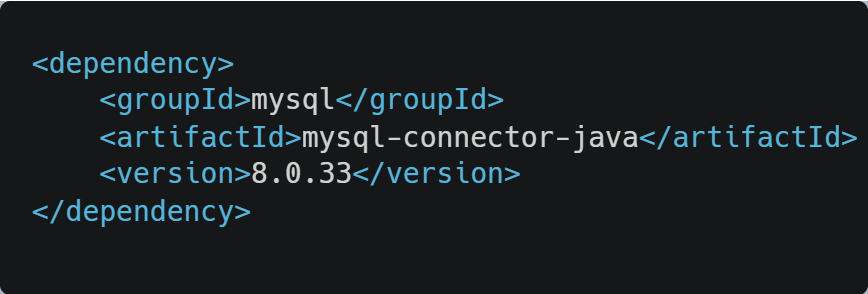 <dependency>
    <groupId>mysql</groupId>
    <artifactId>mysql-connector-java</artifactId>
    <version>8.0.33</version>
</dependency>